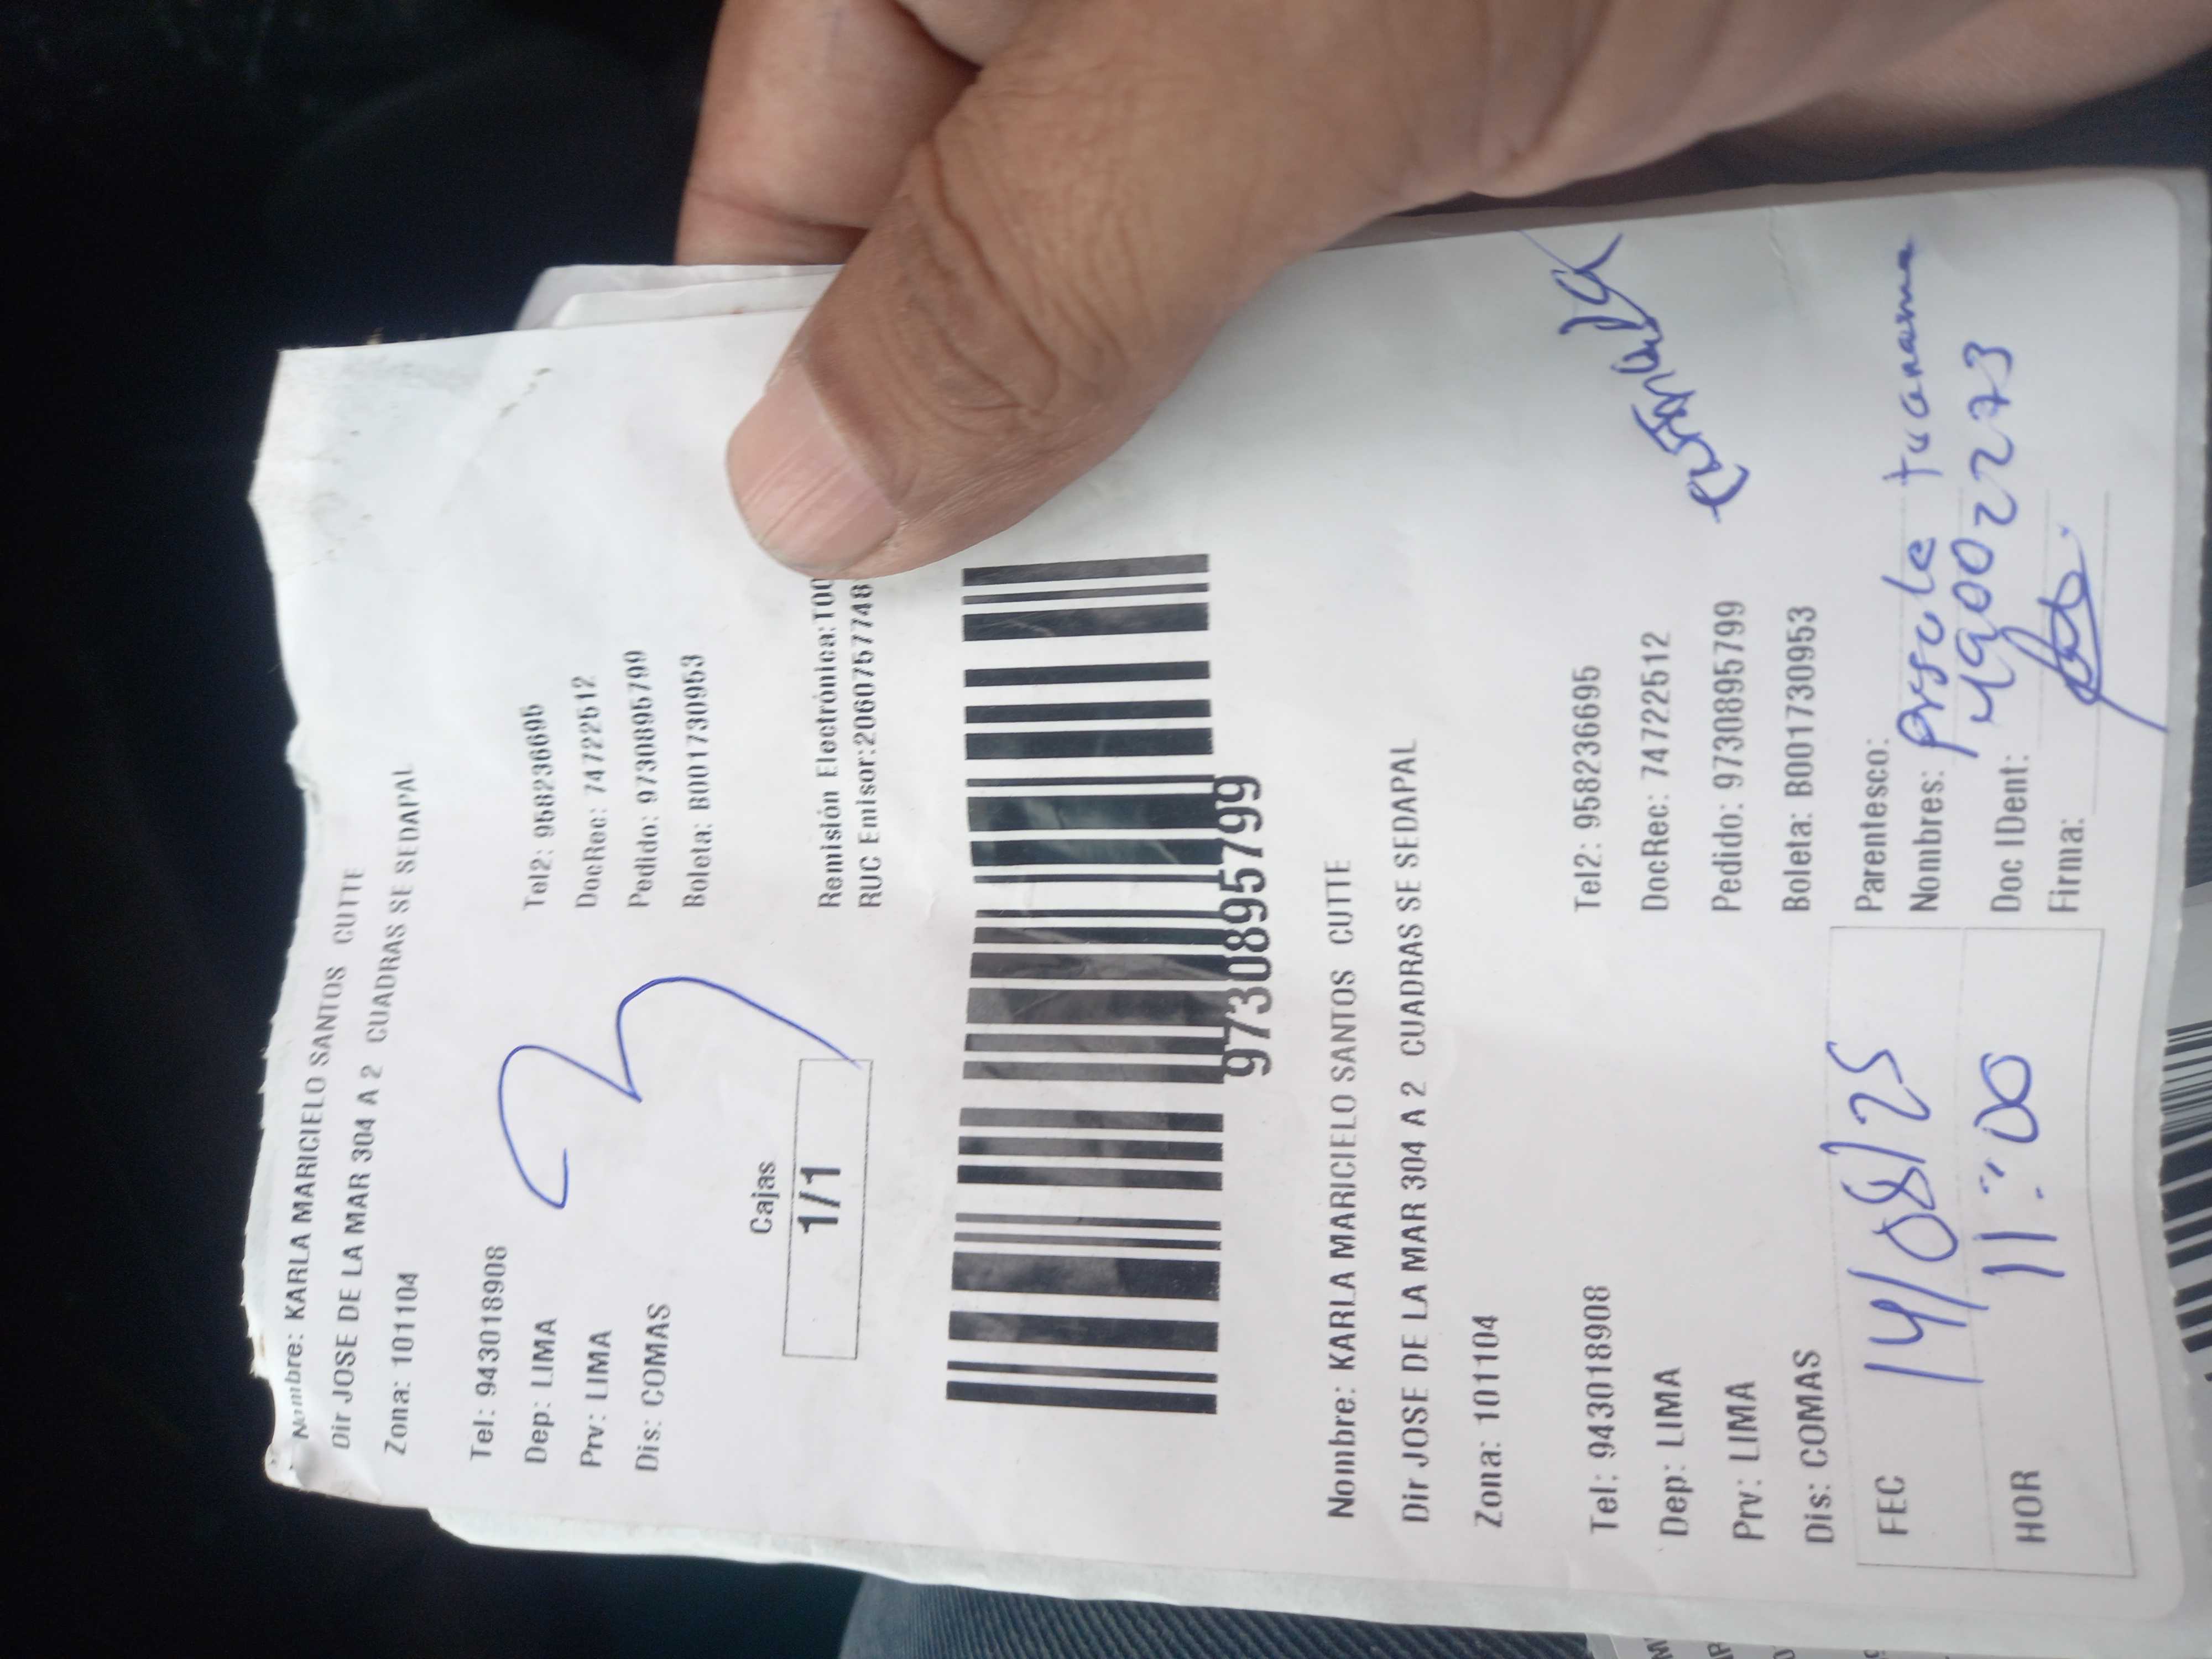 Nombre: KARLA MARICIELO SANTOS CUTTE
Dir JOSE DE LA MAR 304 A 2 CUADRAS SE SEDAPAL
Zona: 101104
Tel: 943018908 Tel2: 958236695
Dep: LIMA DocRec: 74722512
Prv: LIMA Pedido: 9730895799
Dis: COMAS Boleta: B001730953
Cajas
1/1
Remisión Electrónica:T00
RUC Emisor:2060757748
9730895799
Nombre: KARLA MARICIELO SANTOS CUTTE
Dir JOSE DE LA MAR 304 A 2 CUADRAS SE SEDAPAL
Zona: 101104
Tel: 943018908 Tel2: 958236695
Dep: LIMA DocRec: 74722512
Prv: LIMA Pedido: 9730895799
Dis: COMAS Boleta: B001730953
FEC 14/08/25
HOR 11:00
Parentesco:
Nombres:
Doc IDent:
Firma: